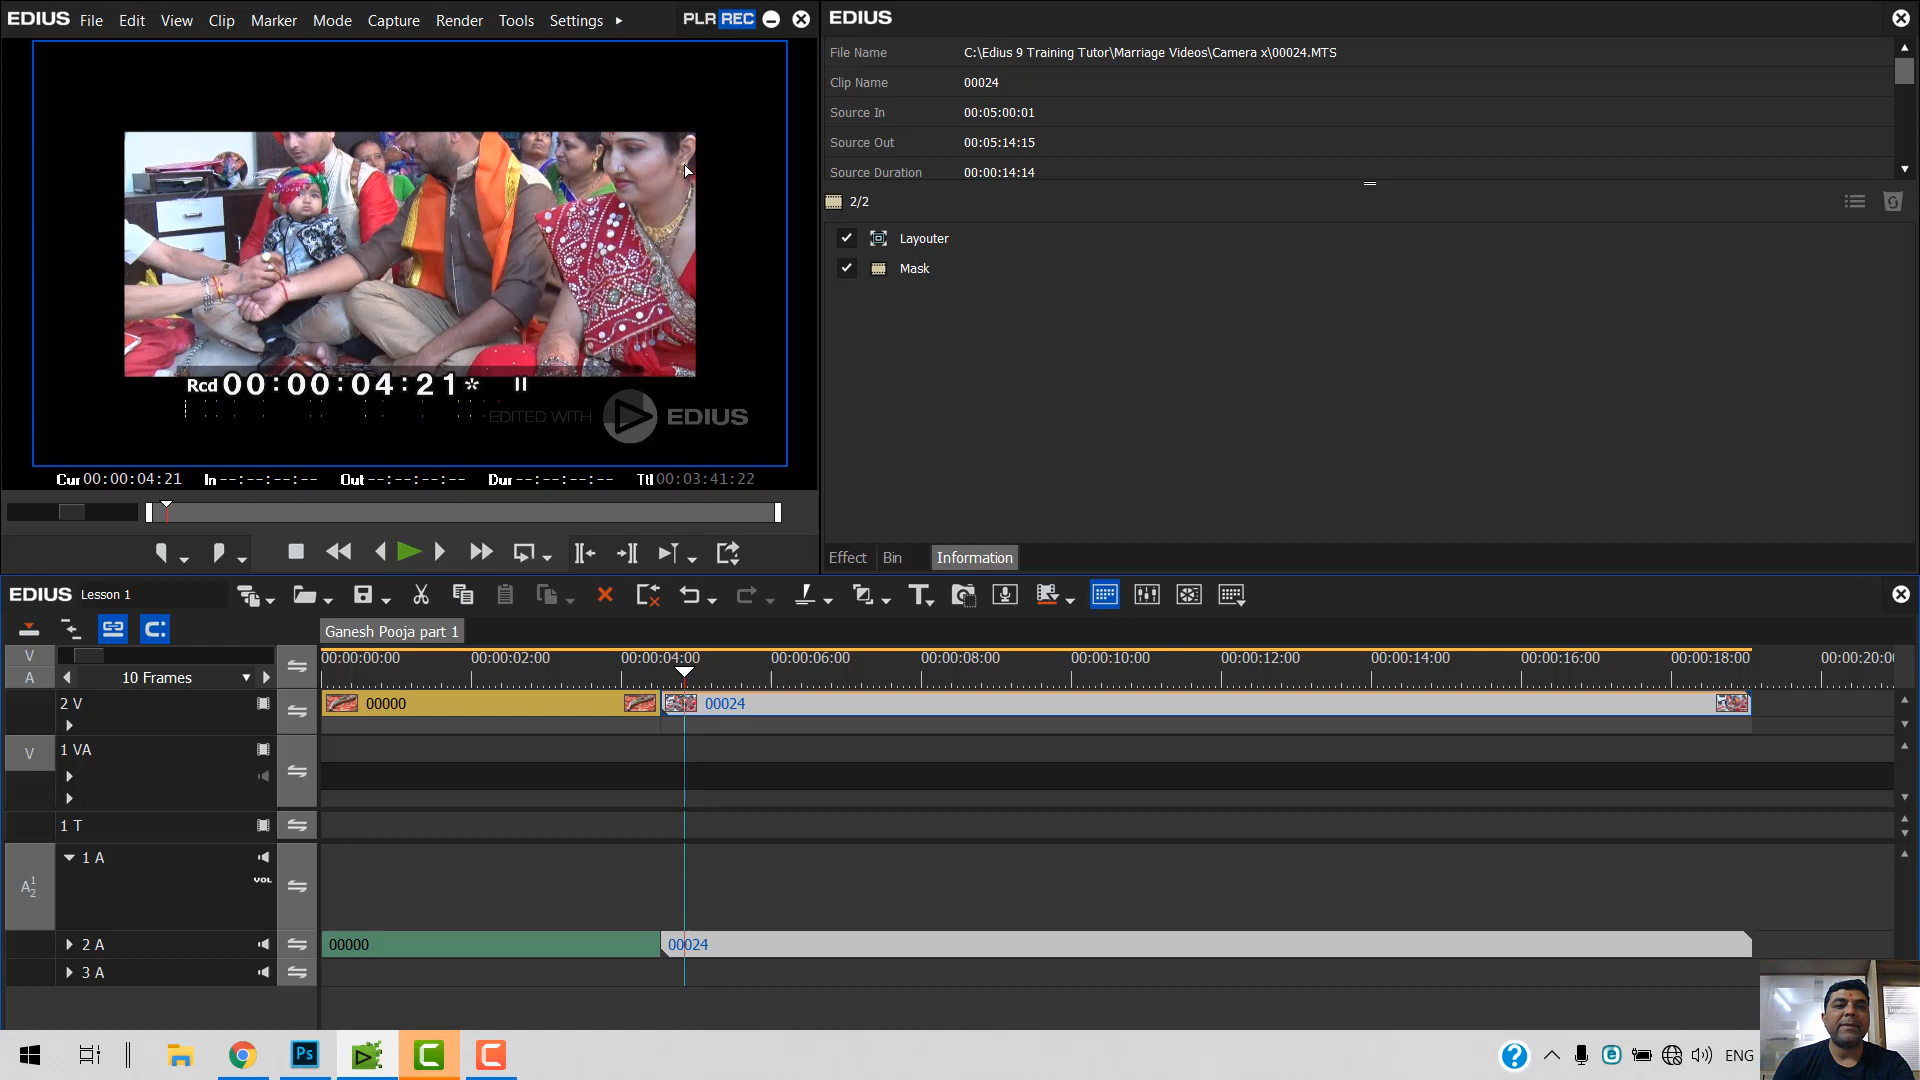 EDIUS File Edit View Clip Marker Mode Capture Render Tools Settings PLR REC
EDIUS
File Name C:\Edius 9 Training Tutor\Marriage Videos\Camera x\00024.MTS
Clip Name 00024
Source In 00:05:00:01
Source Out 00:05:14:15
Source Duration 00:00:14:14
2/2
Layouter
Mask
Rcd 00:00:04:21*
EDITED WITH EDIUS
Cur 00:00:04:21 In --:--:--:-- Out --:--:--:-- Dur --:--:--:-- Ttl 00:03:41:22
Effect Bin Information
EDIUS Lesson 1
Ganesh Pooja part 1
V 00:00:00:00 00:00:02:00 00:00:04:00 00:00:06:00 00:00:08:00 00:00:10:00 00:00:12:00 00:00:14:00 00:00:16:00 00:00:18:00 00:00:20:0
A 10 Frames
2 V 00000 00024
V 1 VA
1 T
1 A
A 1 2 VOL
2 A 00000 00024
3 A
Ps ENG